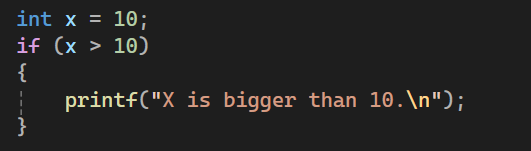 int x = 10;
if (x > 10)
{
    printf("X is bigger than 10.\n");
}